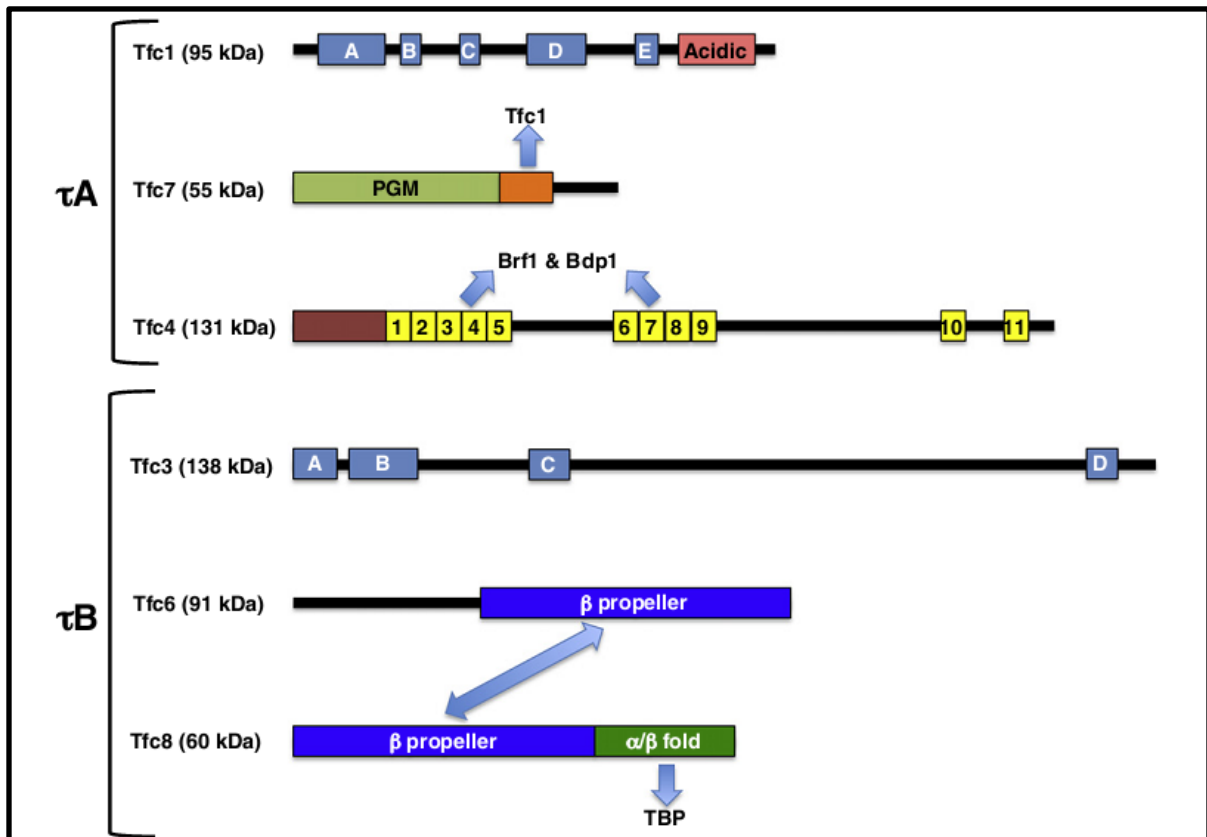 τA
Tfc1 (95 kDa)
A B C D E Acidic
Tfc1
Tfc7 (55 kDa)
PGM
Brf1 & Bdp1
Tfc4 (131 kDa)
1 2 3 4 5 6 7 8 9 10 11
τB
Tfc3 (138 kDa)
A B C D
Tfc6 (91 kDa)
β propeller
Tfc8 (60 kDa)
β propeller α/β fold
TBP